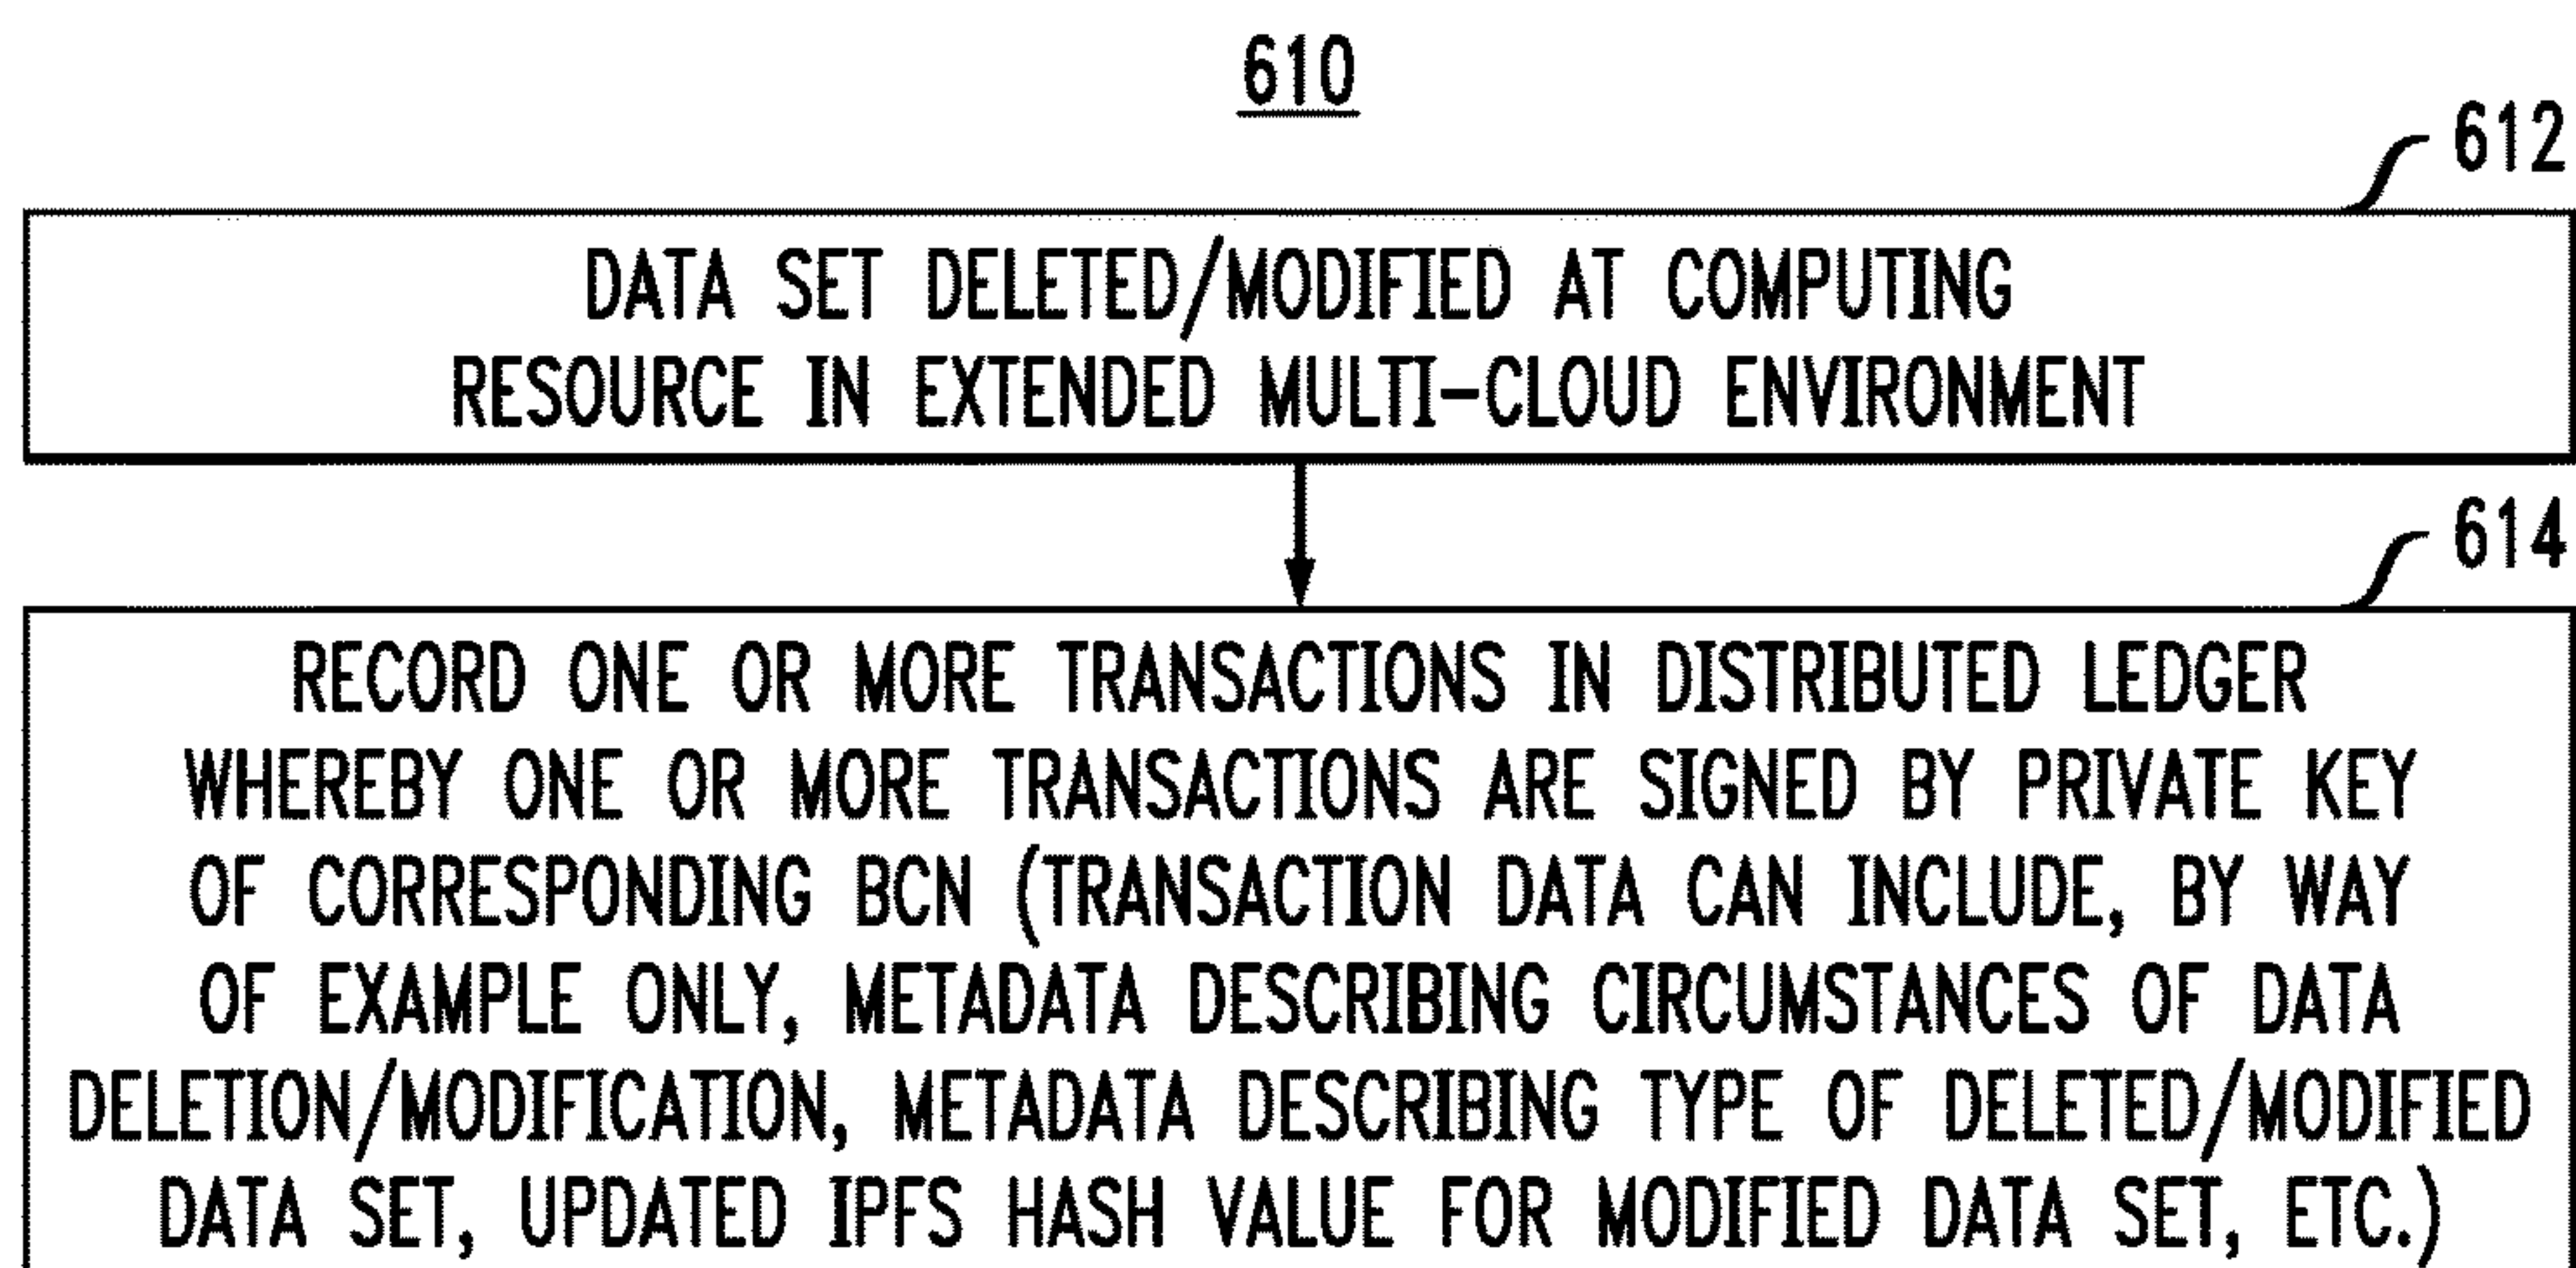 610
612
DATA SET DELETED/MODIFIED AT COMPUTING
RESOURCE IN EXTENDED MULTI-CLOUD ENVIRONMENT
614
RECORD ONE OR MORE TRANSACTIONS IN DISTRIBUTED LEDGER
WHEREBY ONE OR MORE TRANSACTIONS ARE SIGNED BY PRIVATE KEY
OF CORRESPONDING BCN (TRANSACTION DATA CAN INCLUDE, BY WAY
OF EXAMPLE ONLY, METADATA DESCRIBING CIRCUMSTANCES OF DATA
DELETION/MODIFICATION, METADATA DESCRIBING TYPE OF DELETED/MODIFIED
DATA SET, UPDATED IPFS HASH VALUE FOR MODIFIED DATA SET, ETC.)